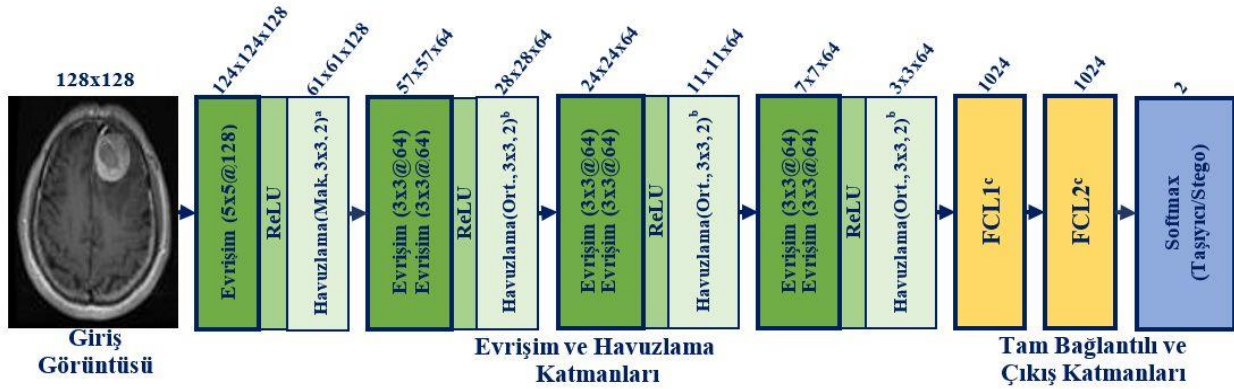 128x128
Giriş
Görüntüsü
124x124x128
61x61x128
57x57x64
28x28x64
24x24x64
11x11x64
7x7x64
3x3x64
1024
1024
2
Evrişim (5x5@128)
ReLU
Havuzlama(Mak, 3x3, 2)ᵃ
Evrişim (3x3@64)
Evrişim (3x3@64)
ReLU
Havuzlama(Ort., 3x3, 2)ᵇ
Evrişim (3x3@64)
Evrişim (3x3@64)
ReLU
Havuzlama(Ort., 3x3, 2)ᵇ
Evrişim (3x3@64)
Evrişim (3x3@64)
ReLU
Havuzlama(Ort., 3x3, 2)ᵇ
FCL1ᶜ
FCL2ᶜ
Softmax
(Taşıyıcı/Stego)
Evrişim ve Havuzlama
Katmanları
Tam Bağlantılı ve
Çıkış Katmanları